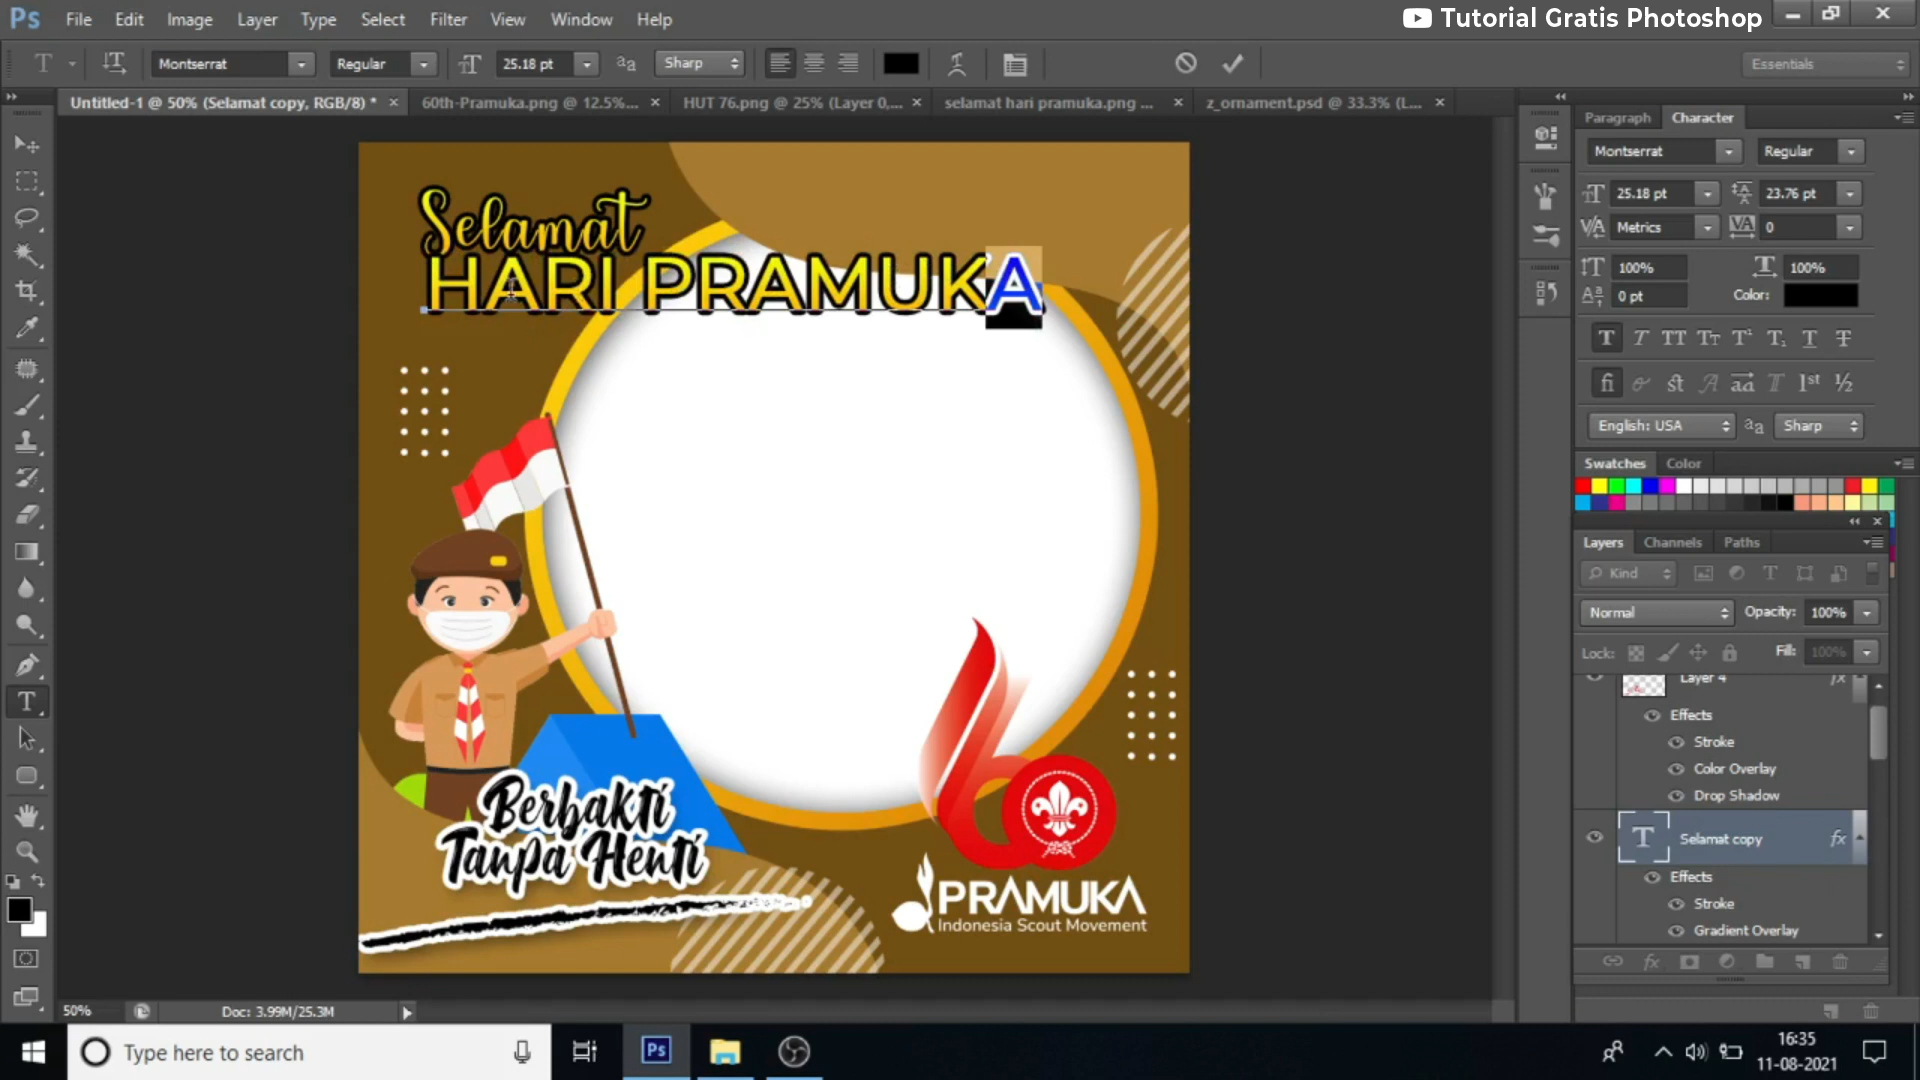 Ps File Edit Image Layer Type Select Filter View Window Help Tutorial Gratis Photoshop
T Montserrat Regular 25.18 pt Sharp Essentials
Untitled-1 @ 50% (Selamat copy, RGB/8) * 60th-Pramuka.png @ 12.5%... HUT 76.png @ 25% (Layer 0,... selamat hari pramuka.png ... z_ornament.psd @ 33.3% (L...
Paragraph Character
Montserrat Regular
25.18 pt 23.76 pt
Metrics 0
100% 100%
0 pt Color:
English: USA aa Sharp
Swatches Color
Layers Channels Paths
Kind
Normal Opacity: 100%
Lock: Fill: 100%
Layer 4 fx
Effects
Stroke
Color Overlay
Drop Shadow
T Selamat copy fx
Effects
Stroke
Gradient Overlay
Selamat
HARI PRAMUKA
Berbakti
Tanpa Henti
PRAMUKA
Indonesia Scout Movement
50% Doc: 3.99M/25.3M
Type here to search Ps 16:35
11-08-2021